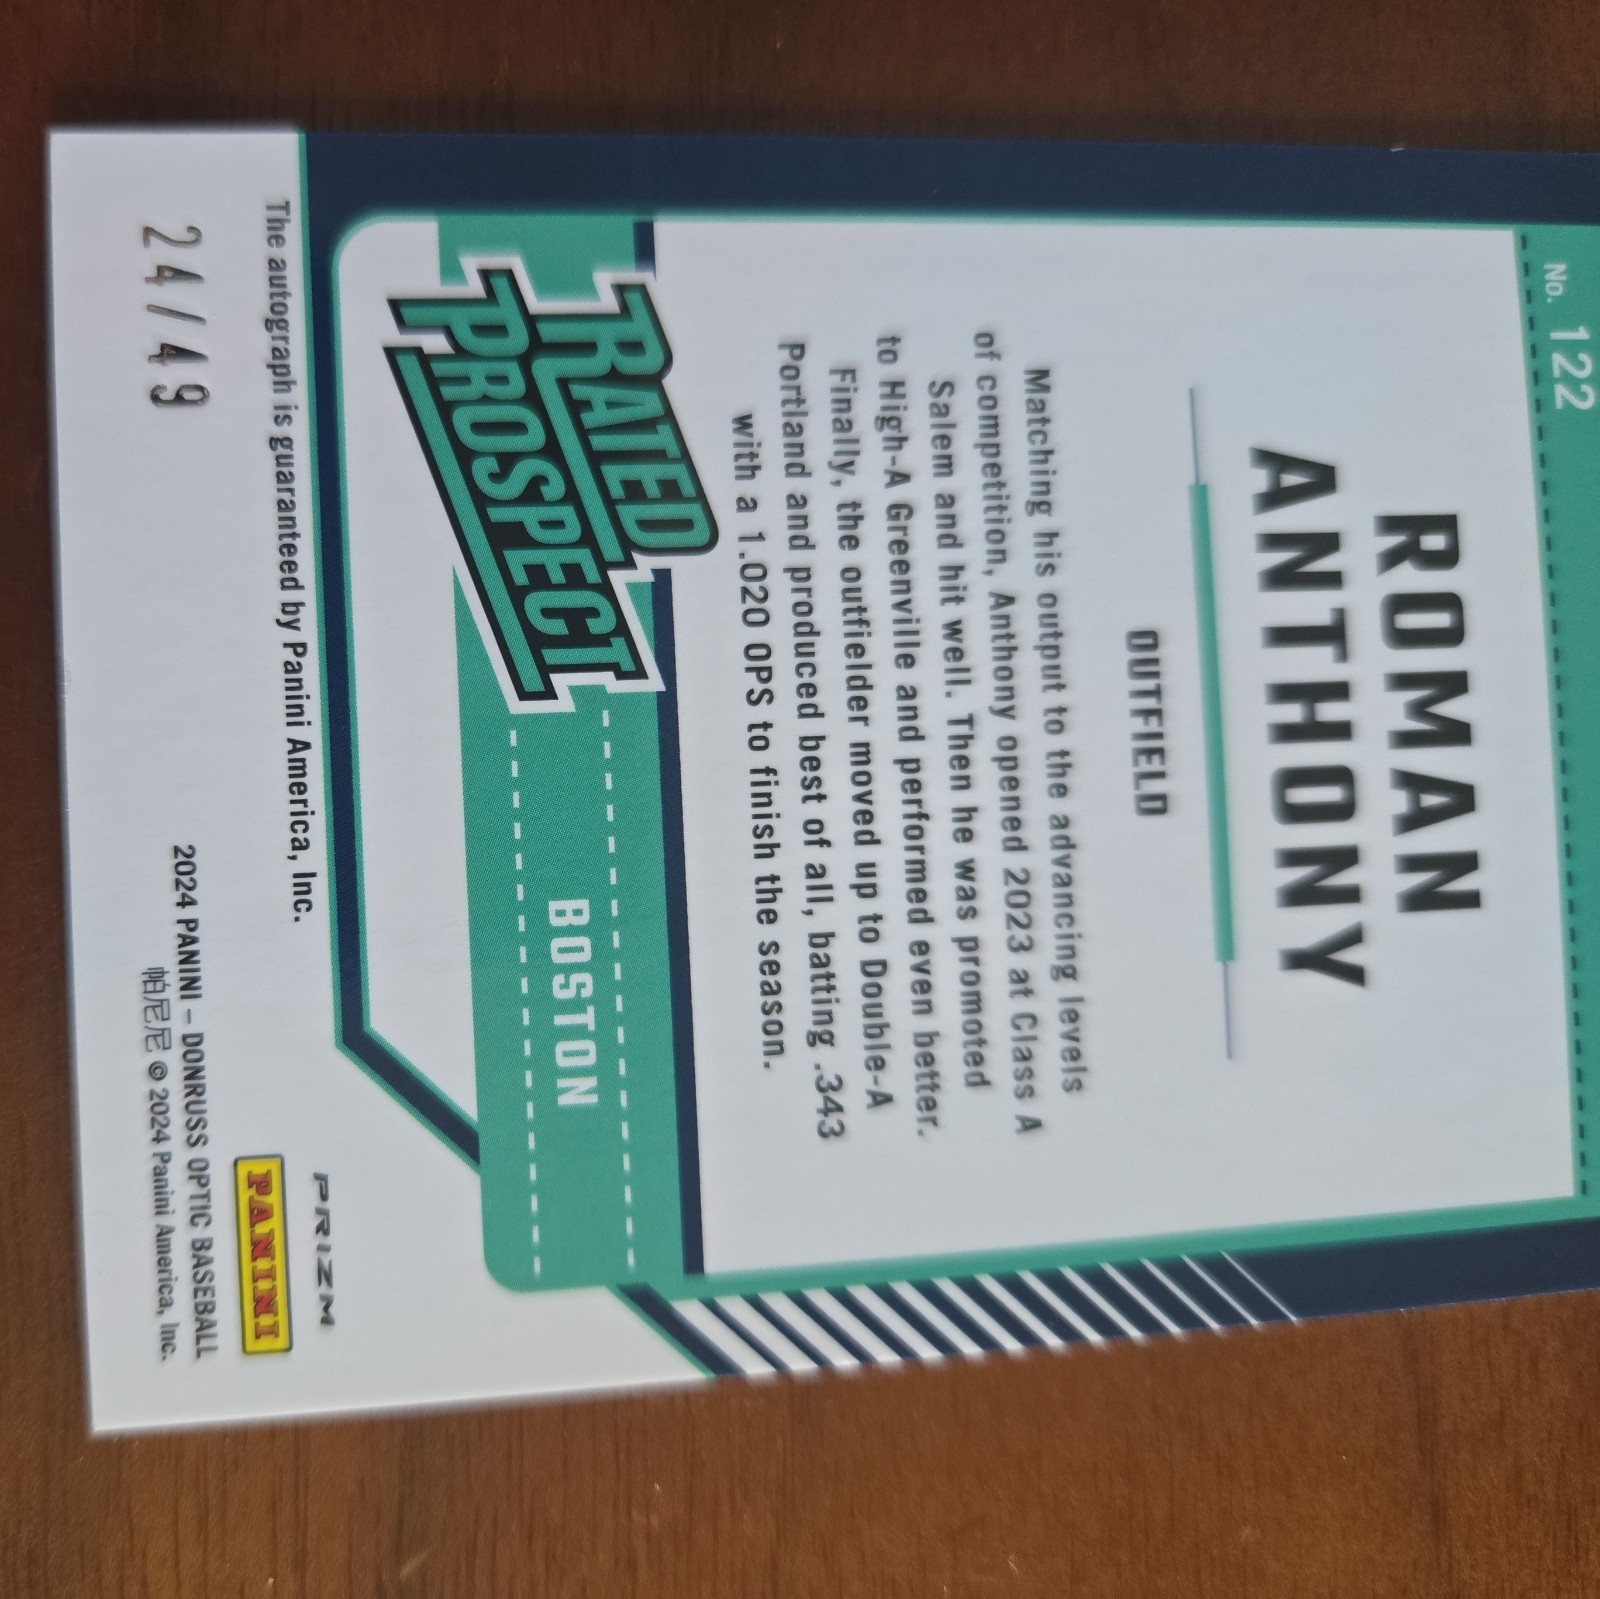 No. 122
ROMAN
ANTHONY
OUTFIELD
Matching his output to the advancing levels
of competition, Anthony opened 2023 at Class A
Salem and hit well. Then he was promoted
to High-A Greenville and performed even better.
Finally, the outfielder moved up to Double-A
Portland and produced best of all, batting .343
with a 1.020 OPS to finish the season.
RATED
PROSPECT
BOSTON
The autograph is guaranteed by Panini America, Inc.
PRIZM
PANINI
24/49
2024 PANINI – DONRUSS OPTIC BASEBALL
帕尼尼 © 2024 Panini America, Inc.